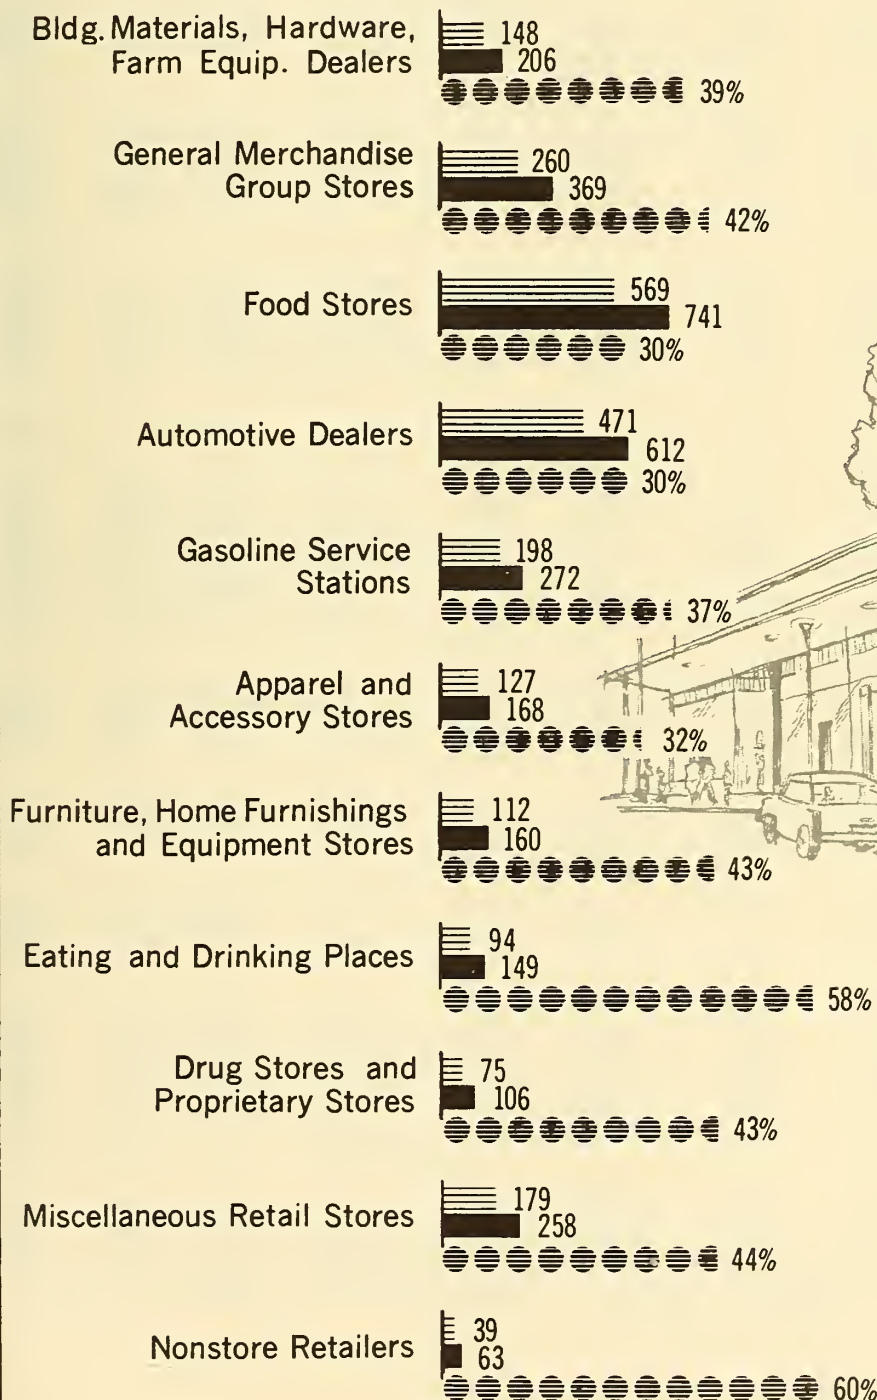 Bldg. Materials, Hardware,
Farm Equip. Dealers
148
206
39%
General Merchandise
Group Stores
260
369
42%
Food Stores
569
741
30%
Automotive Dealers
471
612
30%
Gasoline Service
Stations
198
272
37%
Apparel and
Accessory Stores
127
168
32%
Furniture, Home Furnishings
and Equipment Stores
112
160
43%
Eating and Drinking Places
94
149
58%
Drug Stores and
Proprietary Stores
75
106
43%
Miscellaneous Retail Stores
179
258
44%
Nonstore Retailers
39
63
60%